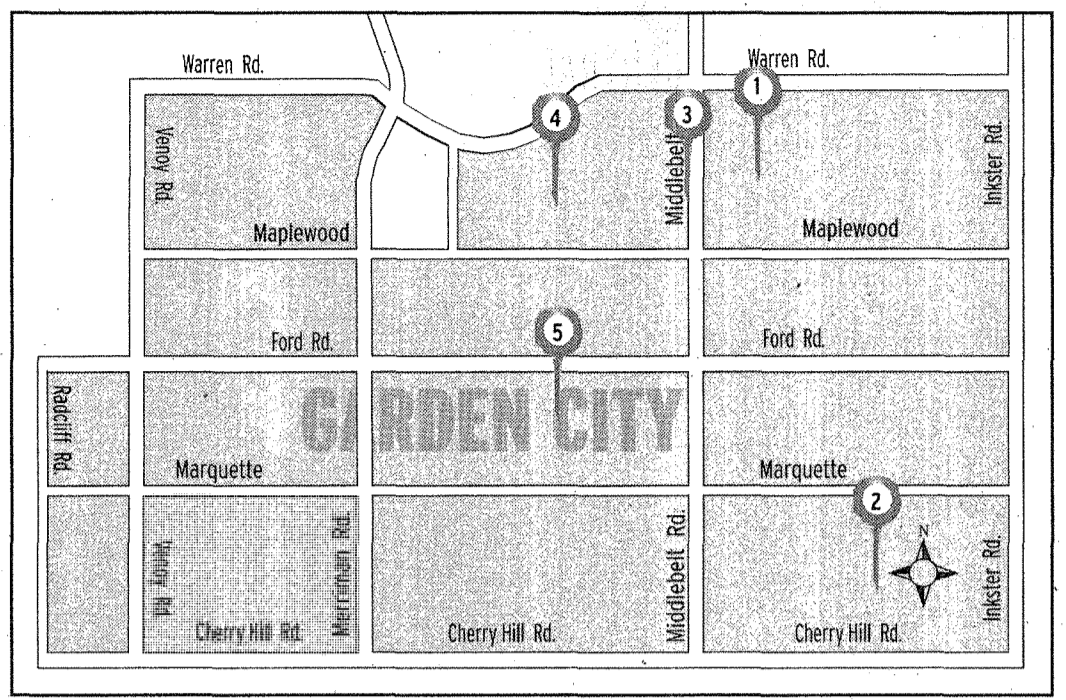 Warren Rd.
Warren Rd.
1
4
3
Venoy Rd.
Middlebelt
Inkster Rd.
Maplewood
Maplewood
5
Ford Rd.
Ford Rd.
Radcliff Rd.
GARDEN CITY
Marquette
Marquette
2
N
Venoy Rd.
Merriman Rd.
Middlebelt Rd.
Inkster Rd.
Cherry Hill Rd.
Cherry Hill Rd.
Cherry Hill Rd.